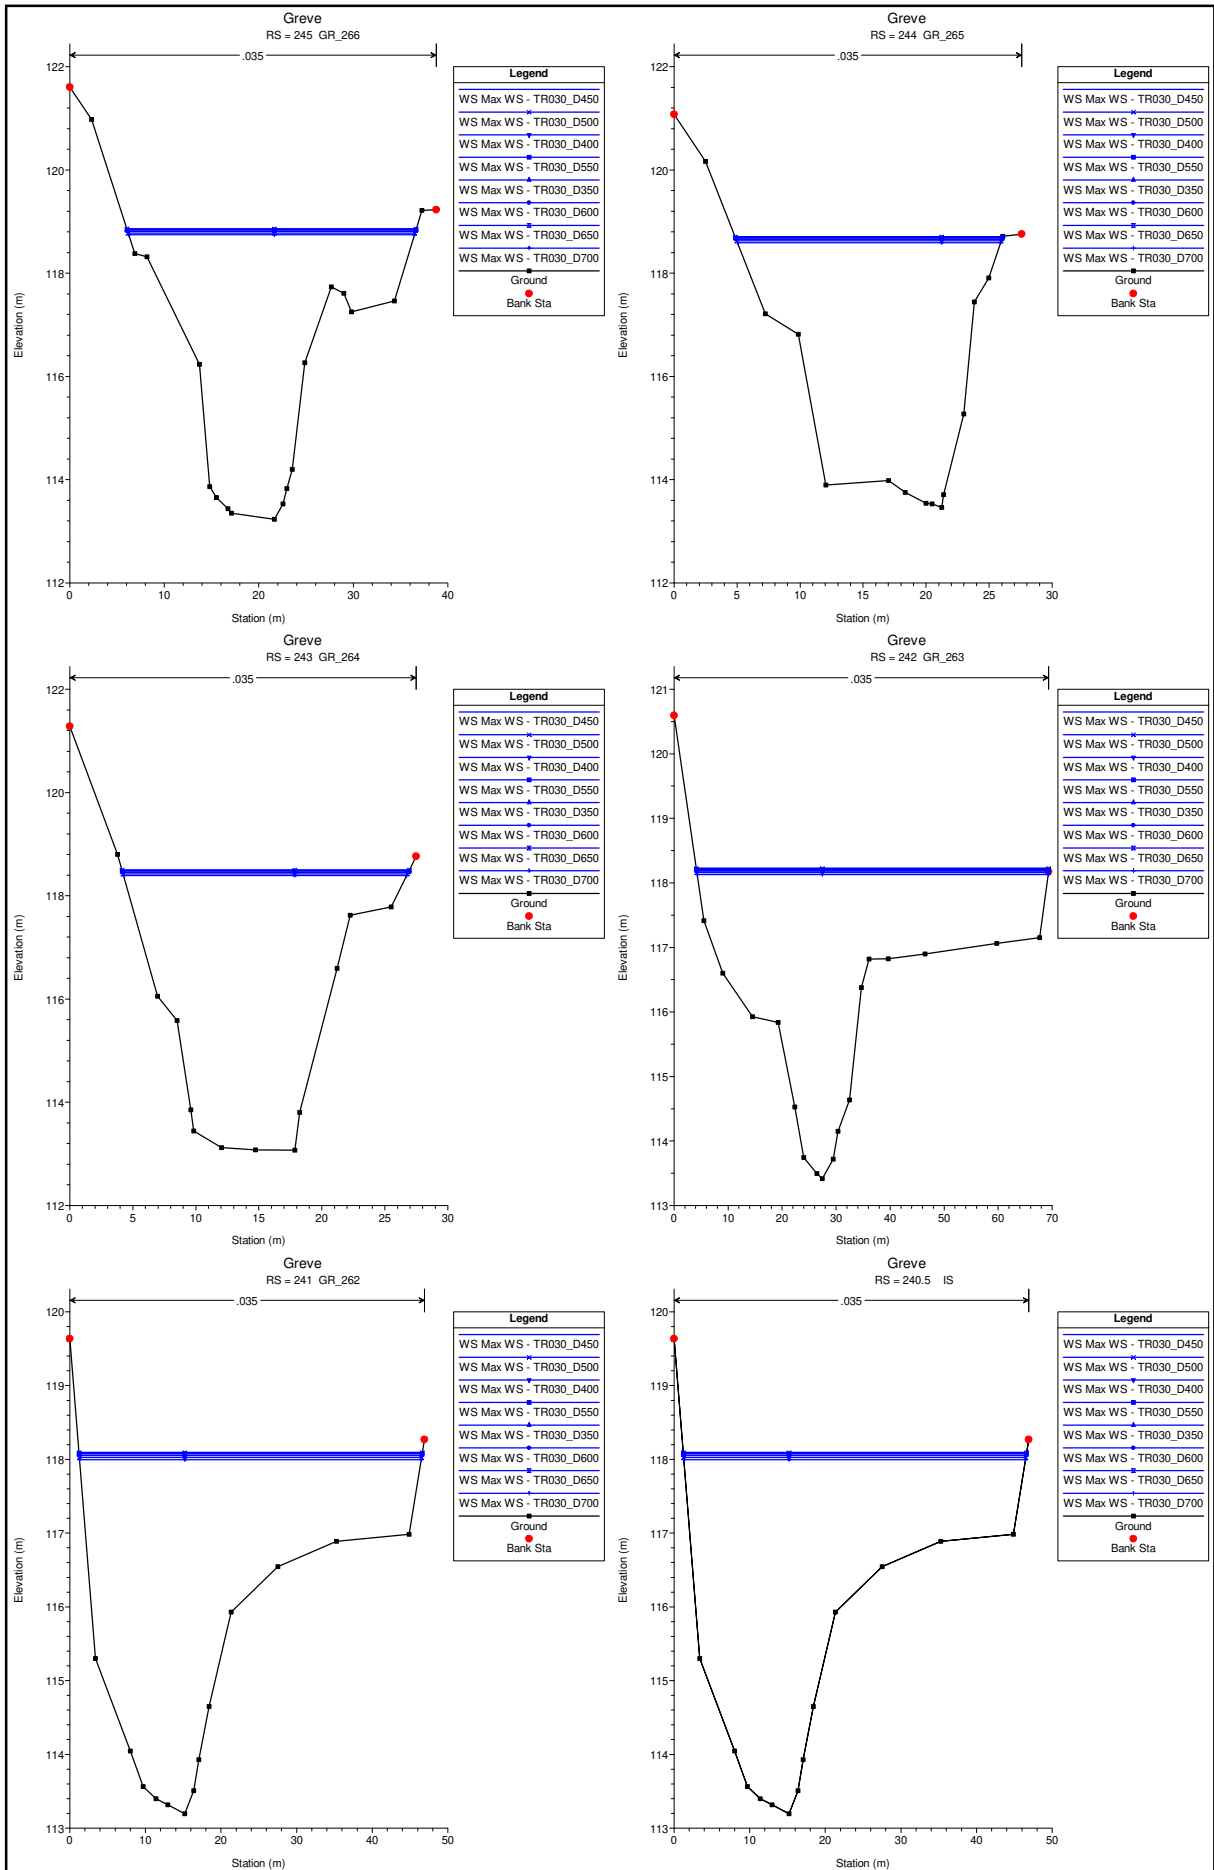 Greve
RS = 245 GR_266
.035
Legend
WS Max WS - TR030_D450
WS Max WS - TR030_D500
WS Max WS - TR030_D400
WS Max WS - TR030_D550
WS Max WS - TR030_D350
WS Max WS - TR030_D600
WS Max WS - TR030_D650
WS Max WS - TR030_D700
Ground
Bank Sta
122
120
118
116
114
112
Elevation (m)
0 10 20 30 40
Station (m)
Greve
RS = 244 GR_265
.035
Legend
WS Max WS - TR030_D450
WS Max WS - TR030_D500
WS Max WS - TR030_D400
WS Max WS - TR030_D550
WS Max WS - TR030_D350
WS Max WS - TR030_D600
WS Max WS - TR030_D650
WS Max WS - TR030_D700
Ground
Bank Sta
122
120
118
116
114
112
Elevation (m)
0 5 10 15 20 25 30
Station (m)
Greve
RS = 243 GR_264
.035
Legend
WS Max WS - TR030_D450
WS Max WS - TR030_D500
WS Max WS - TR030_D400
WS Max WS - TR030_D550
WS Max WS - TR030_D350
WS Max WS - TR030_D600
WS Max WS - TR030_D650
WS Max WS - TR030_D700
Ground
Bank Sta
122
120
118
116
114
112
Elevation (m)
0 5 10 15 20 25 30
Station (m)
Greve
RS = 242 GR_263
.035
Legend
WS Max WS - TR030_D450
WS Max WS - TR030_D500
WS Max WS - TR030_D400
WS Max WS - TR030_D550
WS Max WS - TR030_D350
WS Max WS - TR030_D600
WS Max WS - TR030_D650
WS Max WS - TR030_D700
Ground
Bank Sta
121
120
119
118
117
116
115
114
113
Elevation (m)
0 10 20 30 40 50 60 70
Station (m)
Greve
RS = 241 GR_262
.035
Legend
WS Max WS - TR030_D450
WS Max WS - TR030_D500
WS Max WS - TR030_D400
WS Max WS - TR030_D550
WS Max WS - TR030_D350
WS Max WS - TR030_D600
WS Max WS - TR030_D650
WS Max WS - TR030_D700
Ground
Bank Sta
120
119
118
117
116
115
114
113
Elevation (m)
0 10 20 30 40 50
Station (m)
Greve
RS = 240.5 IS
.035
Legend
WS Max WS - TR030_D450
WS Max WS - TR030_D500
WS Max WS - TR030_D400
WS Max WS - TR030_D550
WS Max WS - TR030_D350
WS Max WS - TR030_D600
WS Max WS - TR030_D650
WS Max WS - TR030_D700
Ground
Bank Sta
120
119
118
117
116
115
114
113
Elevation (m)
0 10 20 30 40 50
Station (m)